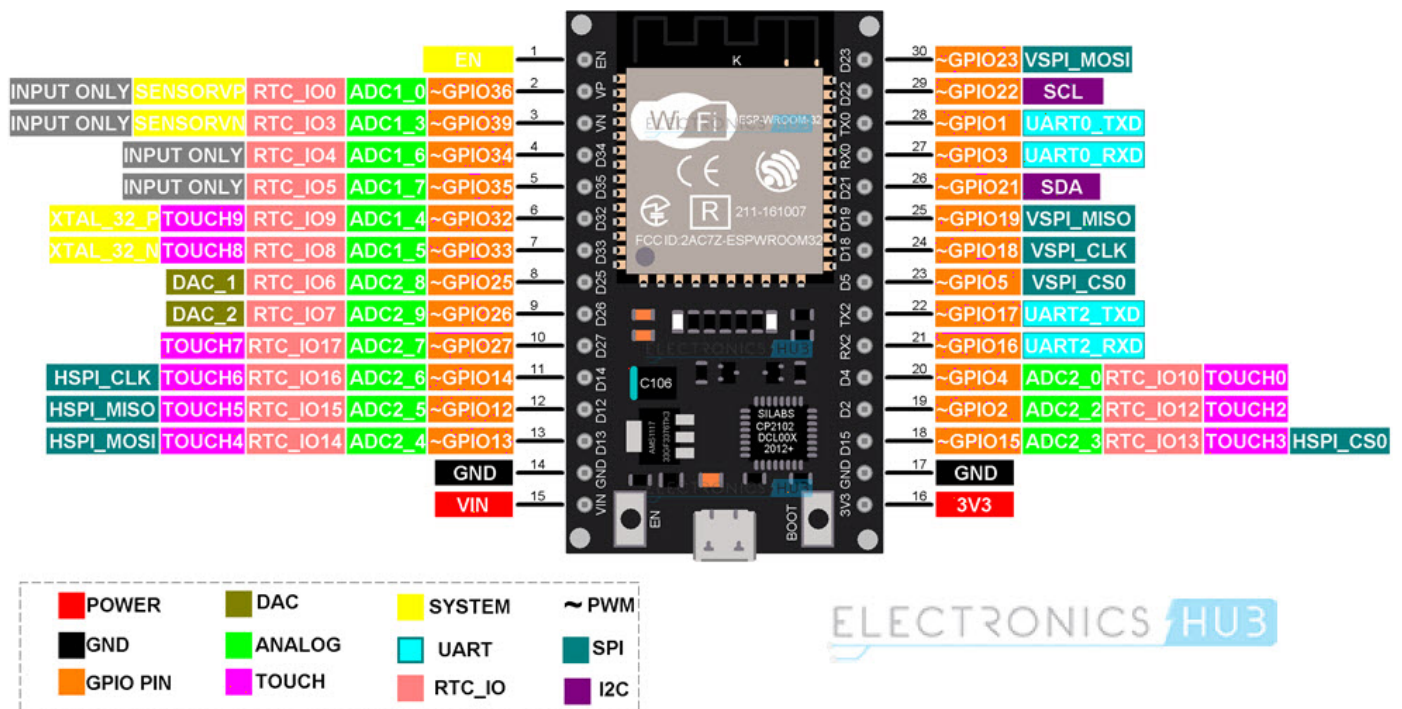 EN 1 EN
INPUT ONLY SENSORVP RTC_IO0 ADC1_0 ~GPIO36 2 VP
INPUT ONLY SENSORVN RTC_IO3 ADC1_3 ~GPIO39 3 VN
INPUT ONLY RTC_IO4 ADC1_6 ~GPIO34 4 D34
INPUT ONLY RTC_IO5 ADC1_7 ~GPIO35 5 D35
XTAL_32_P TOUCH9 RTC_IO9 ADC1_4 ~GPIO32 6 D32
XTAL_32_N TOUCH8 RTC_IO8 ADC1_5 ~GPIO33 7 D33
DAC_1 RTC_IO6 ADC2_8 ~GPIO25 8 D25
DAC_2 RTC_IO7 ADC2_9 ~GPIO26 9 D26
TOUCH7 RTC_IO17 ADC2_7 ~GPIO27 10 D27
HSPI_CLK TOUCH6 RTC_IO16 ADC2_6 ~GPIO14 11 D14
HSPI_MISO TOUCH5 RTC_IO15 ADC2_5 ~GPIO12 12 D12
HSPI_MOSI TOUCH4 RTC_IO14 ADC2_4 ~GPIO13 13 D13
GND 14 GND
VIN 15 VIN
K
WiFi ESP-WROOM-32
ELECTRONICS HUB
CE
R 211-161007
FCC ID:2AC7Z-ESPWROOM32
ELECTRONICS HUB
C106
AMS1117
SILABS
CP2102
DCL00X
2012+
ELECTRONICS HUB
EN
BOOT
D23 30 ~GPIO23 VSPI_MOSI
D22 29 ~GPIO22 SCL
TX0 28 ~GPIO1 UART0_TXD
RX0 27 ~GPIO3 UART0_RXD
D21 26 ~GPIO21 SDA
D19 25 ~GPIO19 VSPI_MISO
D18 24 ~GPIO18 VSPI_CLK
D5 23 ~GPIO5 VSPI_CS0
TX2 22 ~GPIO17 UART2_TXD
RX2 21 ~GPIO16 UART2_RXD
D4 20 ~GPIO4 ADC2_0 RTC_IO10 TOUCH0
D2 19 ~GPIO2 ADC2_2 RTC_IO12 TOUCH2
D15 18 ~GPIO15 ADC2_3 RTC_IO13 TOUCH3 HSPI_CS0
GND 17 GND
3V3 16 3V3
POWER DAC SYSTEM ~ PWM
GND ANALOG UART SPI
GPIO PIN TOUCH RTC_IO I2C
ELECTRONICS HUB